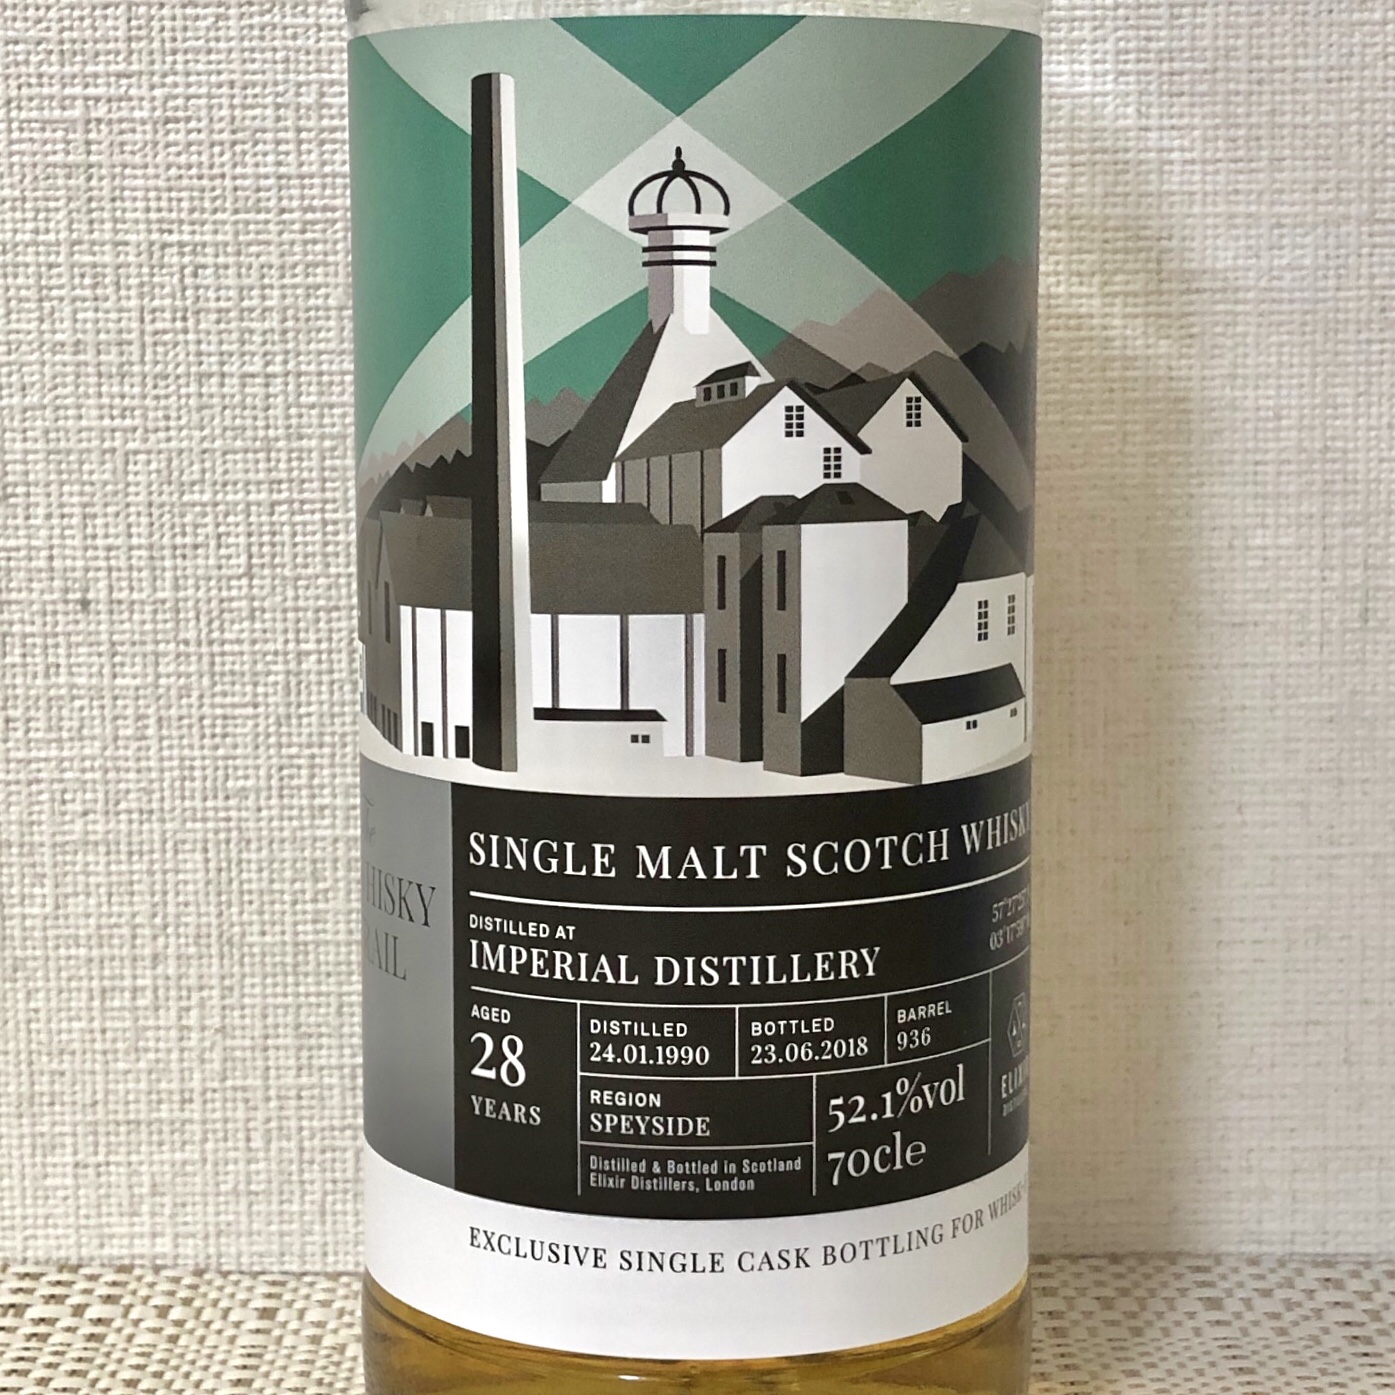 SINGLE MALT SCOTCH WHISKY
DISTILLED AT
IMPERIAL DISTILLERY
AGED
28
YEARS
DISTILLED
24.01.1990
BOTTLED
23.06.2018
BARREL
936
REGION
SPEYSIDE
52.1%vol
70cle
Distilled & Bottled in Scotland
Elixir Distillers, London
EXCLUSIVE SINGLE CASK BOTTLING FOR